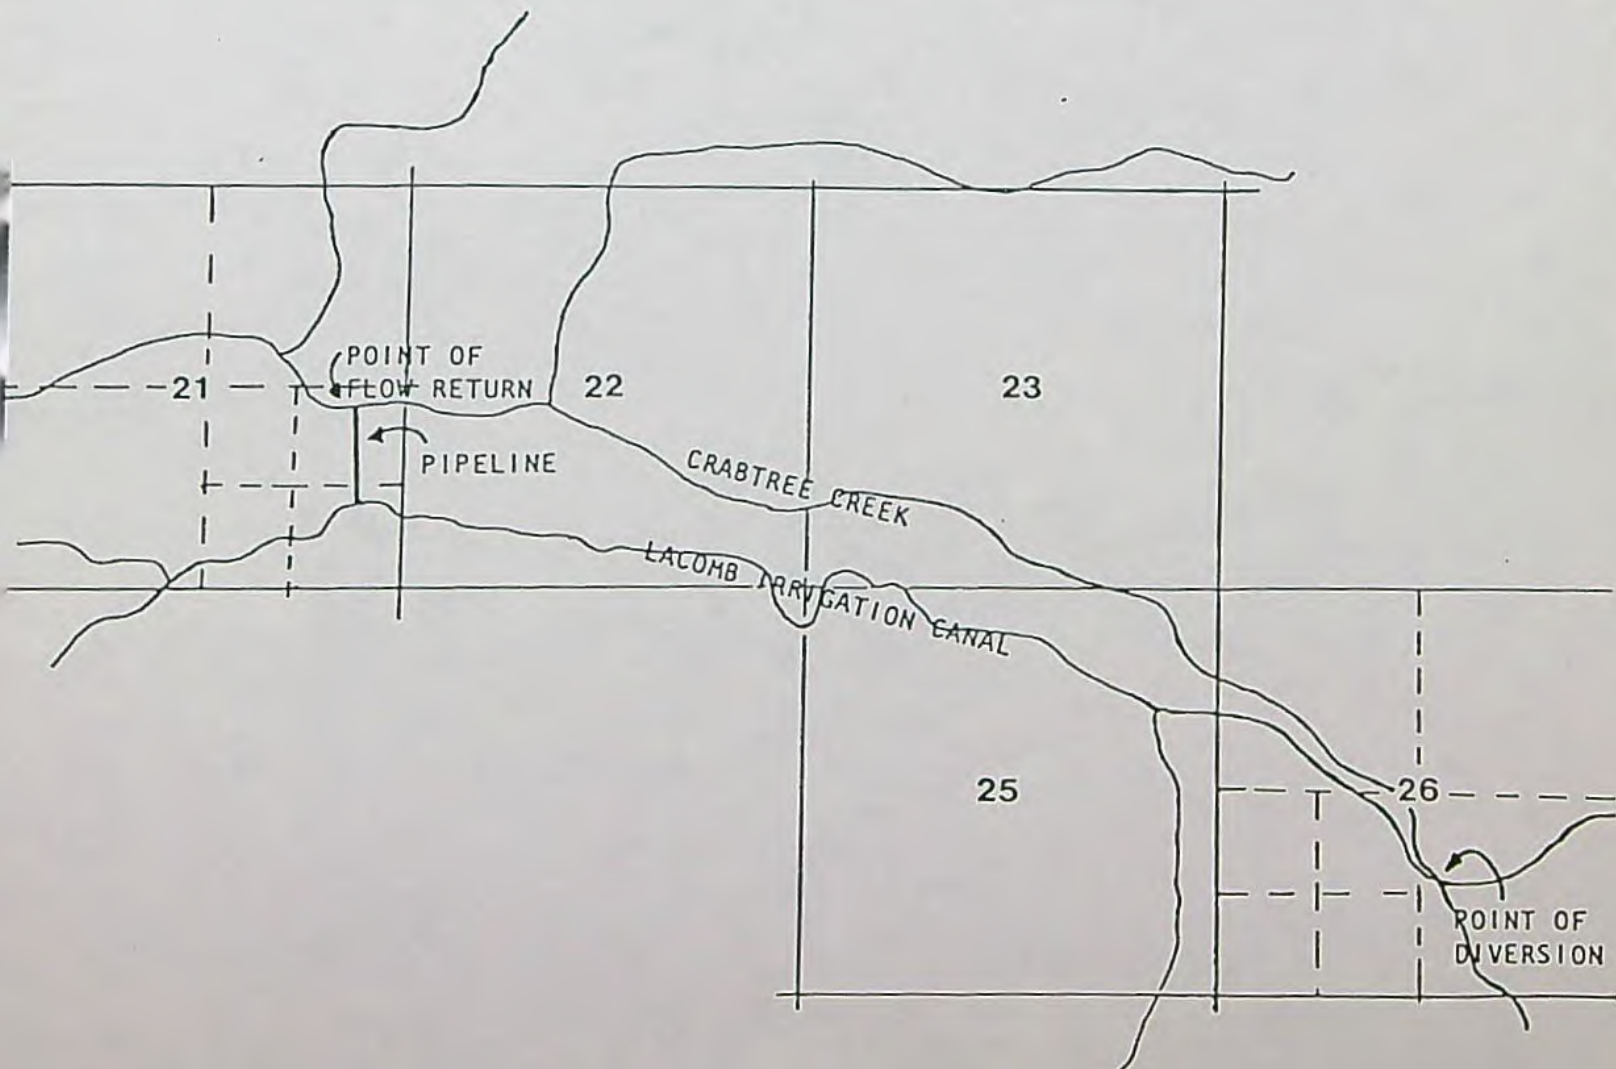 POINT OF
FLOW RETURN
21
22
23
PIPELINE
CRABTREE CREEK
LACOMB IRRIGATION CANAL
25
26
POINT OF
DIVERSION